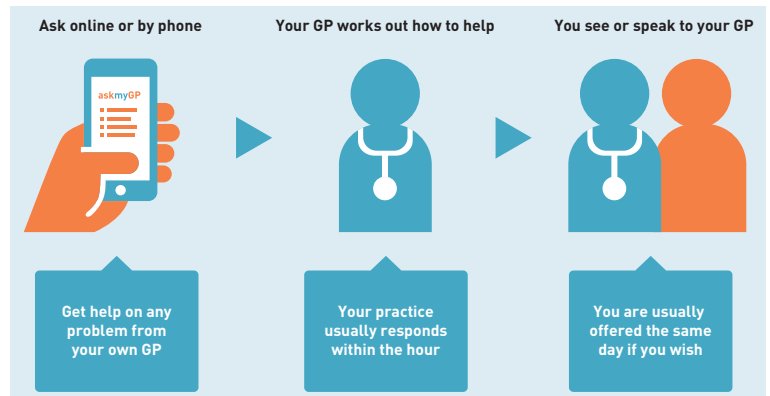 Ask online or by phone
Your GP works out how to help
You see or speak to your GP
askmyGP
Get help on any
problem from
your own GP
Your practice
usually responds
within the hour
You are usually
offered the same
day if you wish